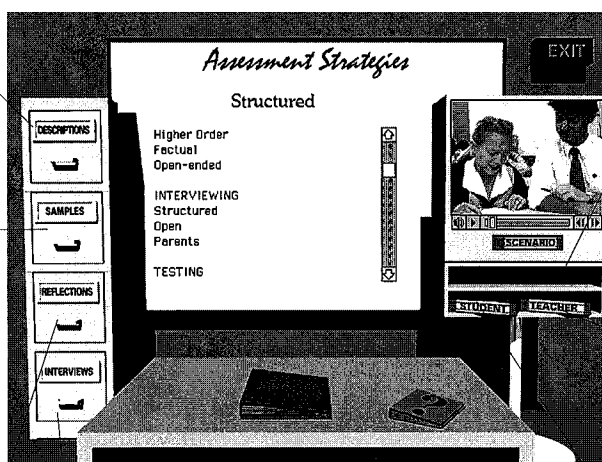 Assessment Strategies
EXIT
Structured
DESCRIPTIONS
Higher Order
Factual
Open-ended
SAMPLES
INTERVIEWING
Structured
Open
Parents
SCENARIO
TESTING
REFLECTIONS
STUDENT
TEACHER
INTERVIEWS
?